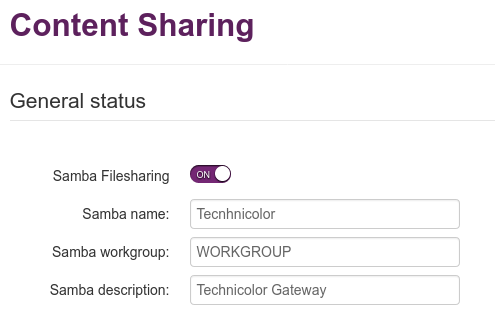 Content Sharing
General status
Samba Filesharing ON
Samba name: Tecnhnicolor
Samba workgroup: WORKGROUP
Samba description: Technicolor Gateway